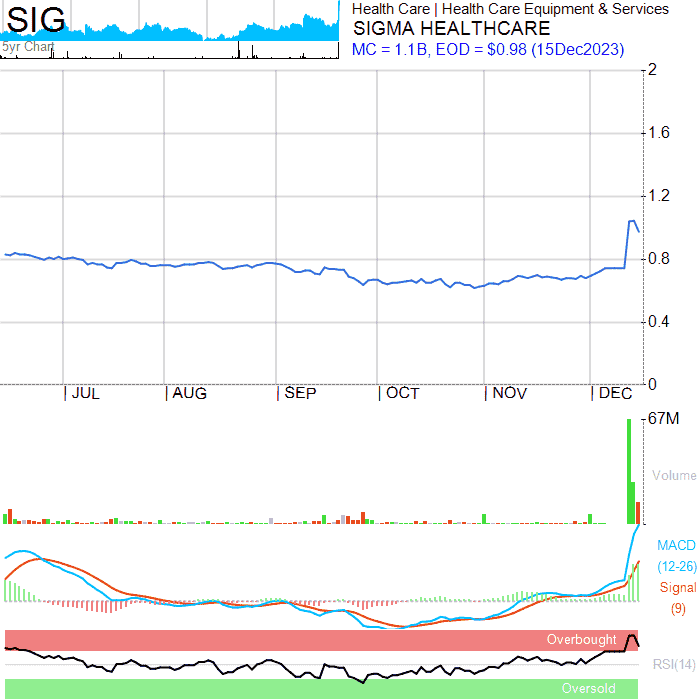 SIG
5yr Chart
Health Care | Health Care Equipment & Services
SIGMA HEALTHCARE
MC = 1.1B, EOD = $0.98 (15Dec2023)
2
1.6
1.2
0.8
0.4
0
JUL AUG SEP OCT NOV DEC
67M
Volume
MACD
(12-26)
Signal
(9)
Overbought
RSI(14)
Oversold